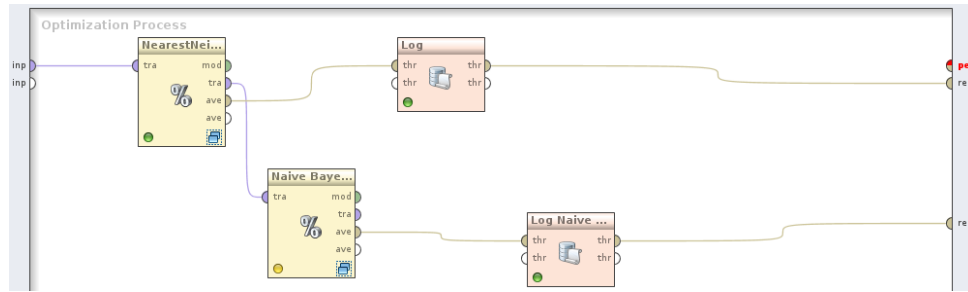 Optimization Process
NearestNei...
inp
tra
mod
inp
tra
ave
ave
Log
thr
thr
thr
thr
pe
re
Naive Baye...
tra
mod
tra
ave
ave
Log Naive ...
thr
thr
thr
thr
re